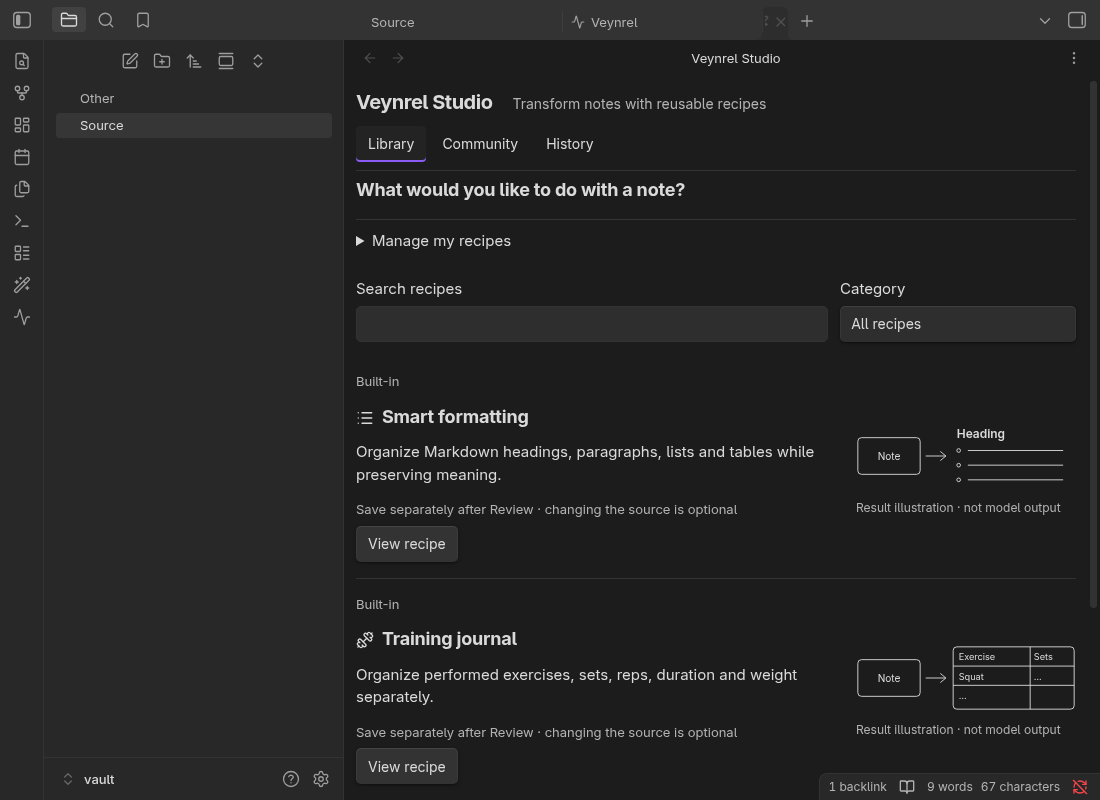 Source
Veynrel
Veynrel Studio
Other
Source
Veynrel Studio
Transform notes with reusable recipes
Library
Community
History
What would you like to do with a note?
Manage my recipes
Search recipes
Category
All recipes
Built-in
Smart formatting
Organize Markdown headings, paragraphs, lists and tables while
preserving meaning.
Save separately after Review · changing the source is optional
View recipe
Note
Heading
Result illustration · not model output
Built-in
Training journal
Organize performed exercises, sets, reps, duration and weight
separately.
Save separately after Review · changing the source is optional
View recipe
Note
Exercise
Sets
Squat
...
...
Result illustration · not model output
vault
1 backlink
9 words
67 characters